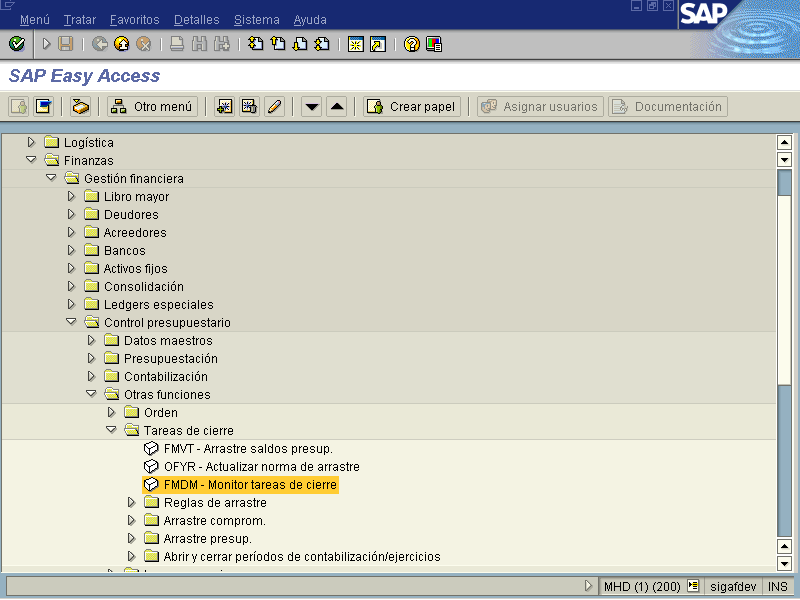 Menú Tratar Favoritos Detalles Sistema Ayuda
SAP
SAP Easy Access
Otro menú Crear papel Asignar usuarios Documentación
Logística
Finanzas
Gestión financiera
Libro mayor
Deudores
Acreedores
Bancos
Activos fijos
Consolidación
Ledgers especiales
Control presupuestario
Datos maestros
Presupuestación
Contabilización
Otras funciones
Orden
Tareas de cierre
FMVT - Arrastre saldos presup.
OFYR - Actualizar norma de arrastre
FMDM - Monitor tareas de cierre
Reglas de arrastre
Arrastre comprom.
Arrastre presup.
Abrir y cerrar períodos de contabilización/ejercicios
MHD (1) (200) sigafdev INS